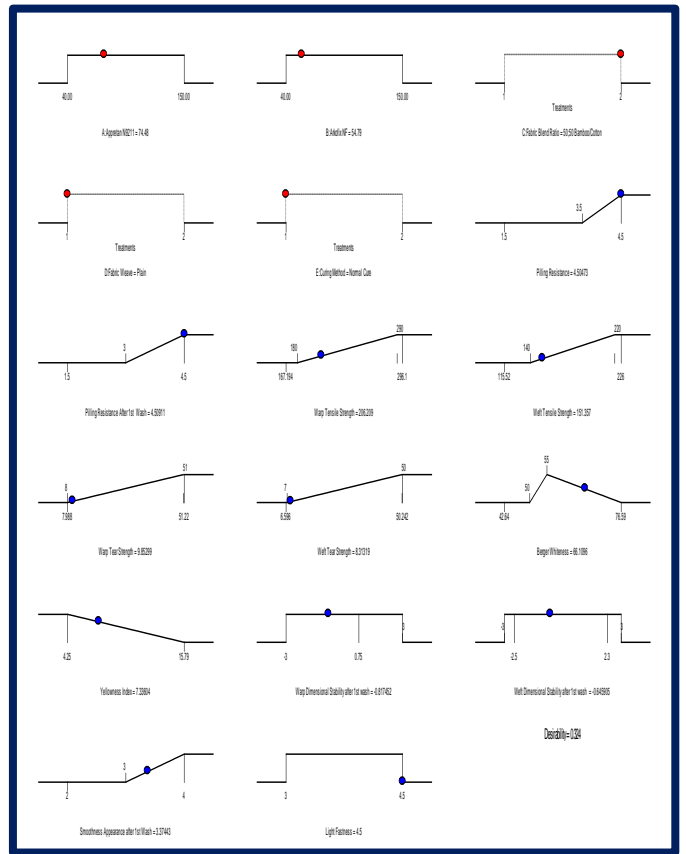 40.00 150.00
A:Appretan N9211 = 74.48
40.00 150.00
B:Arkofix NF = 54.79
1 2
Treatments
C:Fabric Blend Ratio = 50;50 Bamboo/Cotton
1 2
Treatments
D:Fabric Weave = Plain
1 2
Treatments
E:Curing Method = Normal Cure
3.5
1.5 4.5
Pilling Resistance = 4.50473
3
1.5 4.5
Pilling Resistance After 1st Wash = 4.50911
180 290
167.194 296.1
Warp Tensile Strength = 206.209
140 220
115.52 226
Weft Tensile Strength = 151.357
8 51
7.988 51.22
Warp Tear Strength = 9.85299
7 50
6.596 50.242
Weft Tear Strength = 8.31319
55
50
42.64 76.59
Berger Whiteness = 66.1096
4.25 15.79
Yellowness Index = 7.28604
3
-3 0.75
Warp Dimensional Stability after 1st wash = -0.817452
-3 3
-2.5 2.3
Weft Dimensional Stability after 1st wash = -0.645905
Desirability = 0.324
3
2 4
Smoothness Appearance after 1st Wash = 3.37443
3 4.5
Light Fastness = 4.5